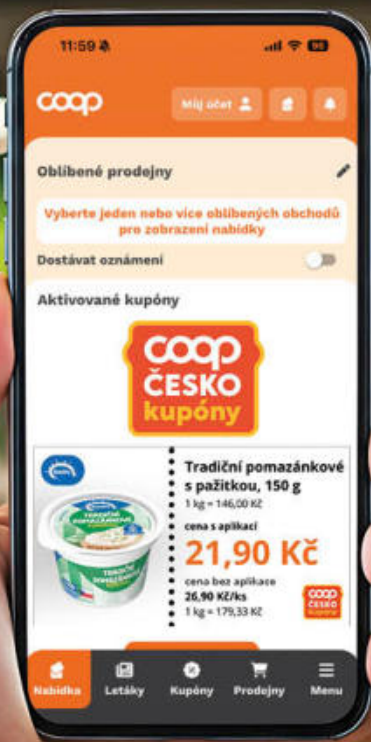 11:59
98
coop
Můj účet
Oblíbené prodejny
Vyberte jeden nebo více oblíbených obchodů
pro zobrazení nabídky
Dostávat oznámení
Aktivované kupóny
coop
ČESKO
kupóny
Tradiční pomazánkové
s pažitkou, 150 g
1 kg = 146,00 Kč
cena s aplikací
21,90 Kč
cena bez aplikace
26,90 Kč/ks
1 kg = 179,33 Kč
TRADIČNÍ
POMAZÁNKOVÉ
coop
ČESKO
kupóny
Nabídka
Letáky
Kupóny
Prodejny
Menu